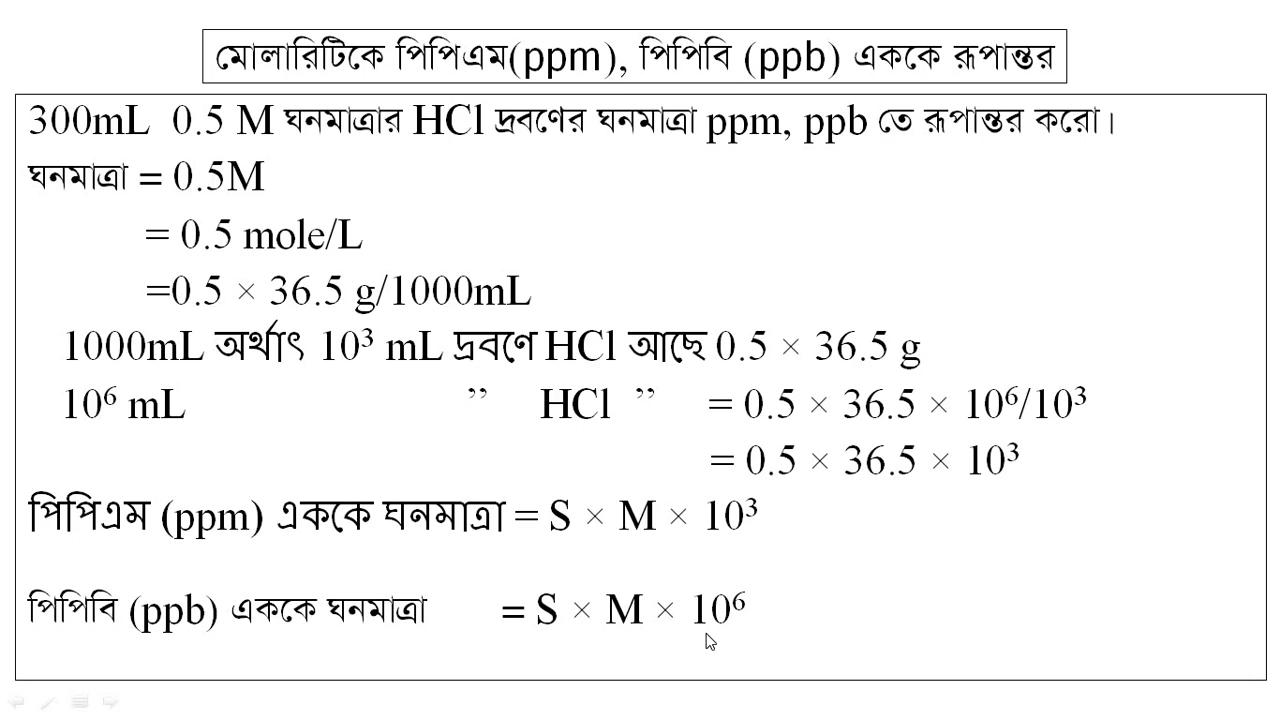 মোলারিটিকে পিপিএম(ppm), পিপিবি (ppb) এককে রূপান্তর
300mL 0.5 M ঘনমাত্রার HCl দ্রবণের ঘনমাত্রা ppm, ppb তে রূপান্তর করো।
ঘনমাত্রা = 0.5M
= 0.5 mole/L
=0.5 × 36.5 g/1000mL
1000mL অর্থাৎ 10³ mL দ্রবণে HCl আছে 0.5 × 36.5 g
10⁶ mL ” HCl ” = 0.5 × 36.5 × 10⁶/10³
= 0.5 × 36.5 × 10³
পিপিএম (ppm) এককে ঘনমাত্রা = S × M × 10³
পিপিবি (ppb) এককে ঘনমাত্রা = S × M × 10⁶